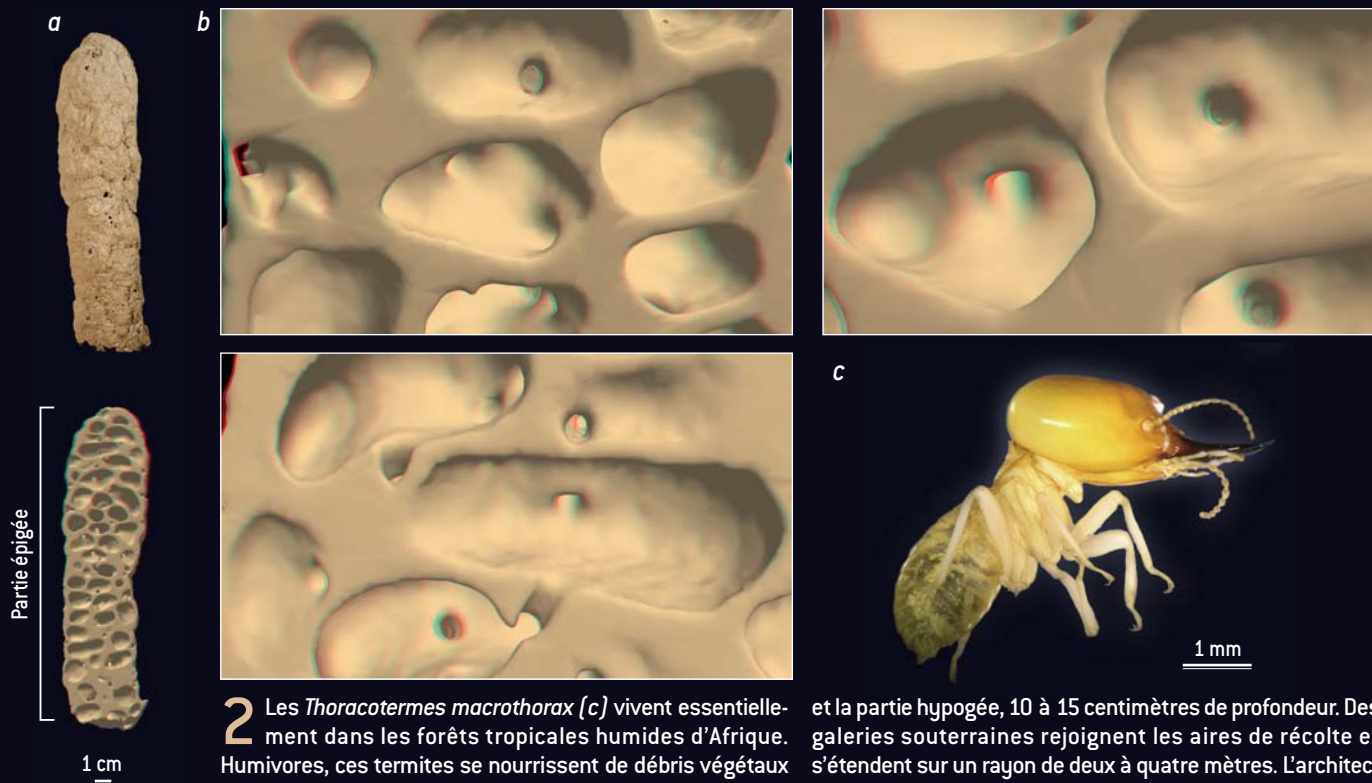 a
b
Partie épigée
1 cm
c
1 mm
2 Les Thoracotermes macrothorax (c) vivent essentielle-
ment dans les forêts tropicales humides d'Afrique.
Humivores, ces termites se nourrissent de débris végétaux
et la partie hypogée, 10 à 15 centimètres de profondeur. Des
galeries souterraines rejoignent les aires de récolte e
s'étendent sur un rayon de deux à quatre mètres. L'architec